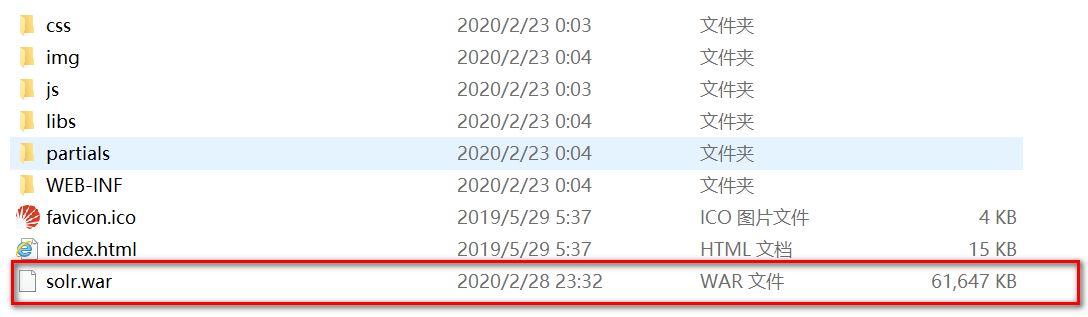 css 2020/2/23 0:03 文件夹
img 2020/2/23 0:04 文件夹
js 2020/2/23 0:03 文件夹
libs 2020/2/23 0:04 文件夹
partials 2020/2/23 0:04 文件夹
WEB-INF 2020/2/23 0:04 文件夹
favicon.ico 2019/5/29 5:37 ICO 图片文件 4 KB
index.html 2019/5/29 5:37 HTML 文档 15 KB
solr.war 2020/2/28 23:32 WAR 文件 61,647 KB